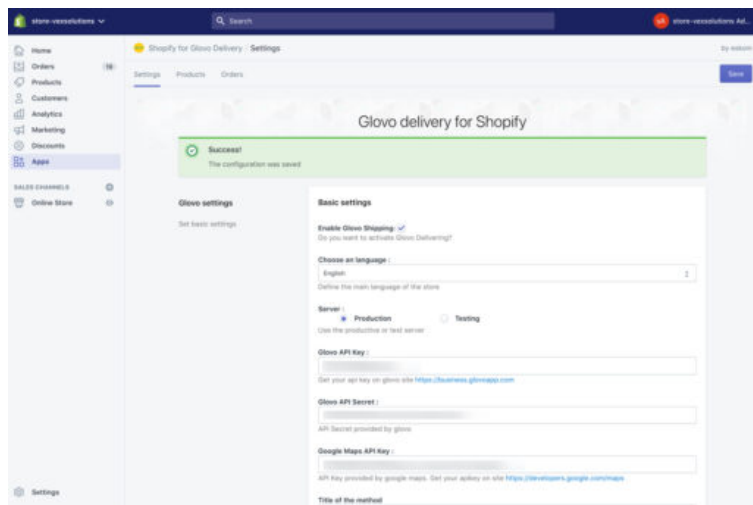 store-vexsolutions
Search
store-vexsolutions Ad...
Home
Orders
16
Products
Customers
Analytics
Marketing
Discounts
Apps
SALES CHANNELS
Online Store
Settings
Shopify for Glovo Delivery / Settings
Settings
Products
Orders
Save
Glovo delivery for Shopify
Success!
The configuration was saved
Glovo settings
Set basic settings
Basic settings
Enable Glovo Shipping:
Do you want to activate Glovo Delivering?
Choose an language :
English
Define the main language of the store
Server :
Production
Testing
Use the productive or test server
Glovo API Key :
Get your api key on glovo site https://business.glovoapp.com
Glovo API Secret :
API Secret provided by glovo
Google Maps API Key :
API Key provided by google maps. Get your apikey on site https://developers.google.com/maps
Title of the method